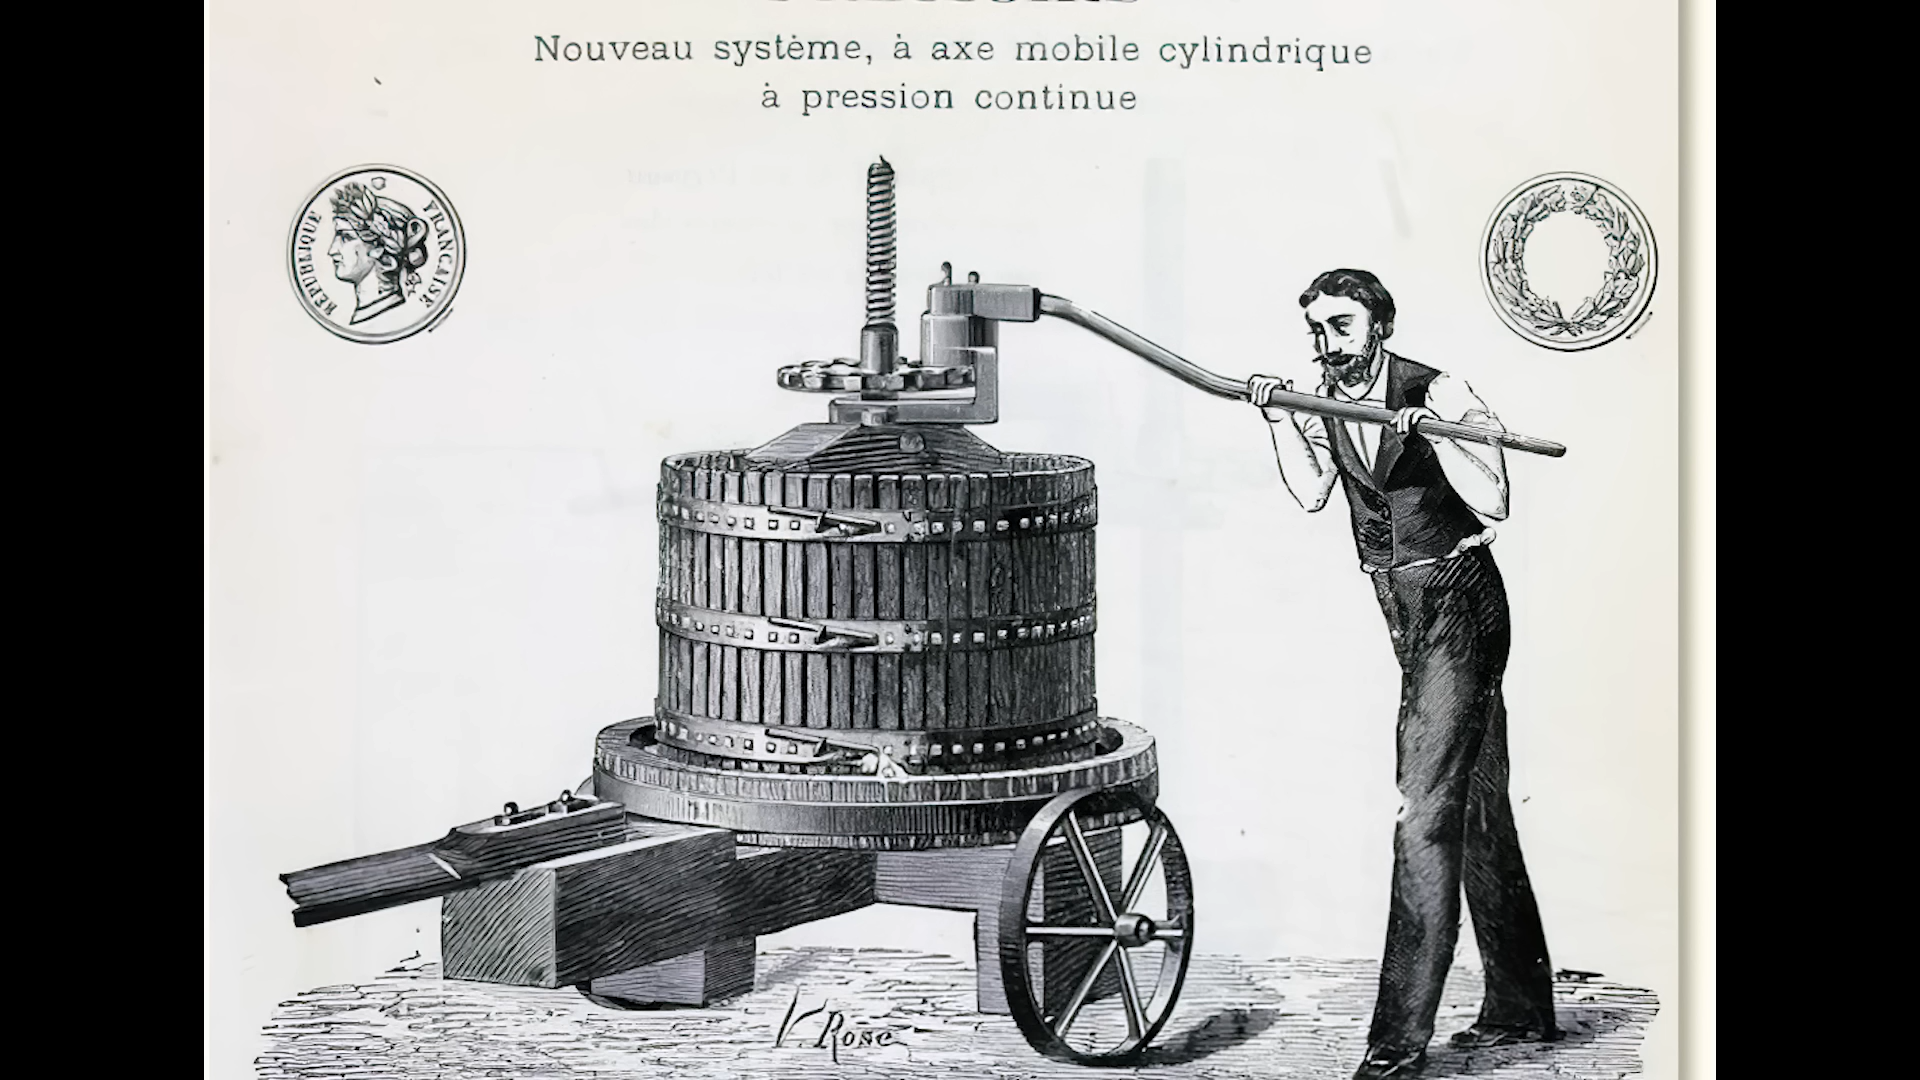 Nouveau système, à axe mobile cylindrique
à pression continue
RÉPUBLIQUE FRANÇAISE
V. Rose